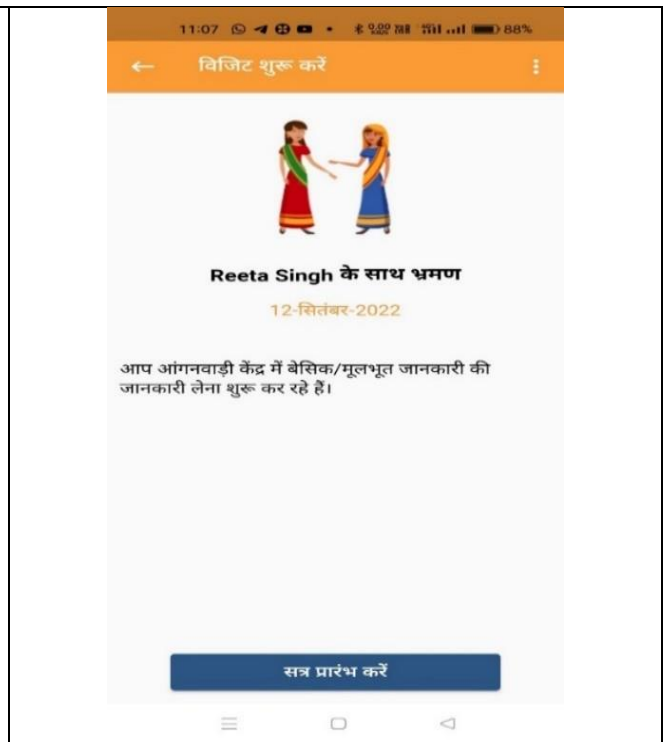 11:07 88%
विजिट शुरू करें
Reeta Singh के साथ भ्रमण
12-सितंबर-2022
आप आंगनवाड़ी केंद्र में बेसिक/मूलभूत जानकारी की
जानकारी लेना शुरू कर रहे हैं।
सत्र प्रारंभ करें